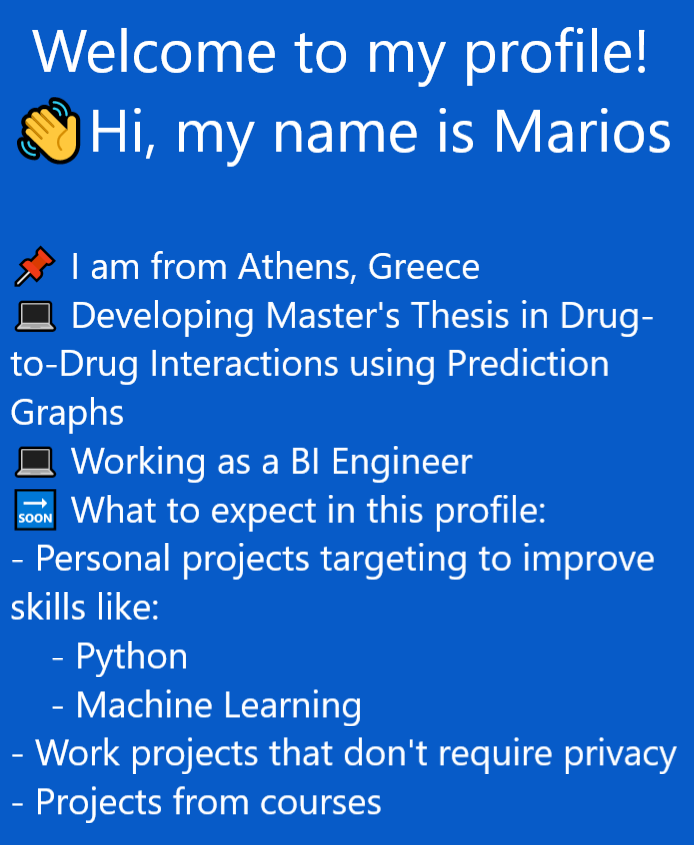 Welcome to my profile!
👋Hi, my name is Marios
📌 I am from Athens, Greece
💻 Developing Master's Thesis in Drug-
to-Drug Interactions using Prediction
Graphs
💻 Working as a BI Engineer
🔜 What to expect in this profile:
- Personal projects targeting to improve
skills like:
- Python
- Machine Learning
- Work projects that don't require privacy
- Projects from courses